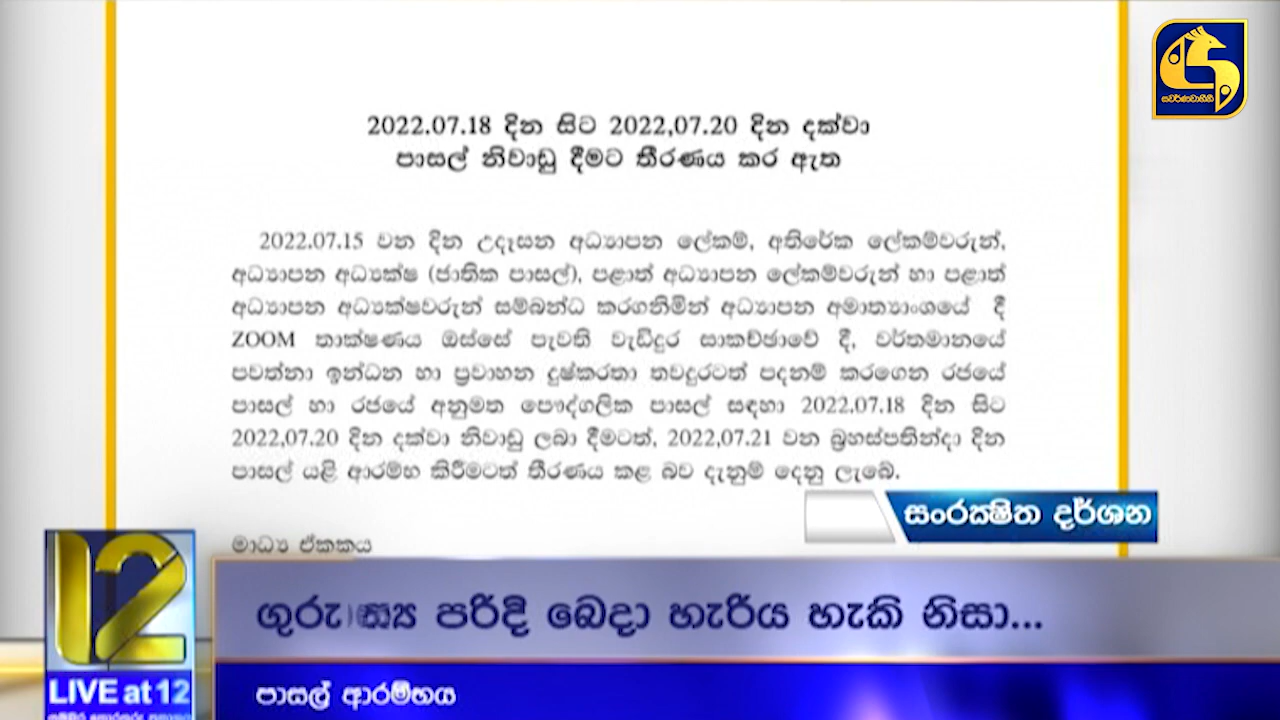 ස්වර්ණවාහිනී
2022.07.18 දින සිට 2022,07.20 දින දක්වා
පාසල් නිවාඩු දීමට තීරණය කර ඇත
2022.07.15 වන දින උදෑසන අධ්‍යාපන ලේකම්, අතිරේක ලේකම්වරුන්,
අධ්‍යාපන අධ්‍යක්ෂ (ජාතික පාසල්), පළාත් අධ්‍යාපන ලේකම්වරුන් හා පළාත්
අධ්‍යාපන අධ්‍යක්ෂවරුන් සම්බන්ධ කරගනිමින් අධ්‍යාපන අමාත්‍යාංශයේ දී
ZOOM තාක්ෂණය ඔස්සේ පැවති වැඩිදුර සාකච්ඡාවේ දී, වර්තමානයේ
පවත්නා ඉන්ධන හා ප්‍රවාහන දුෂ්කරතා තවදුරටත් පදනම් කරගෙන රජයේ
පාසල් හා රජයේ අනුමත පෞද්ගලික පාසල් සඳහා 2022.07.18 දින සිට
2022,07.20 දින දක්වා නිවාඩු ලබා දීමටත්, 2022,07.21 වන බ්‍රහස්පතින්දා දින
පාසල් යළි ආරම්භ කිරීමටත් තීරණය කළ බව දැනුම් දෙනු ලැබේ.
සංරක්‍ෂිත දර්ශන
මාධ්‍ය ඒකකය
12
පරිදි බෙදා හැරිය හැකි නිසා...
LIVE at 12
පාසල් ආරම්භය